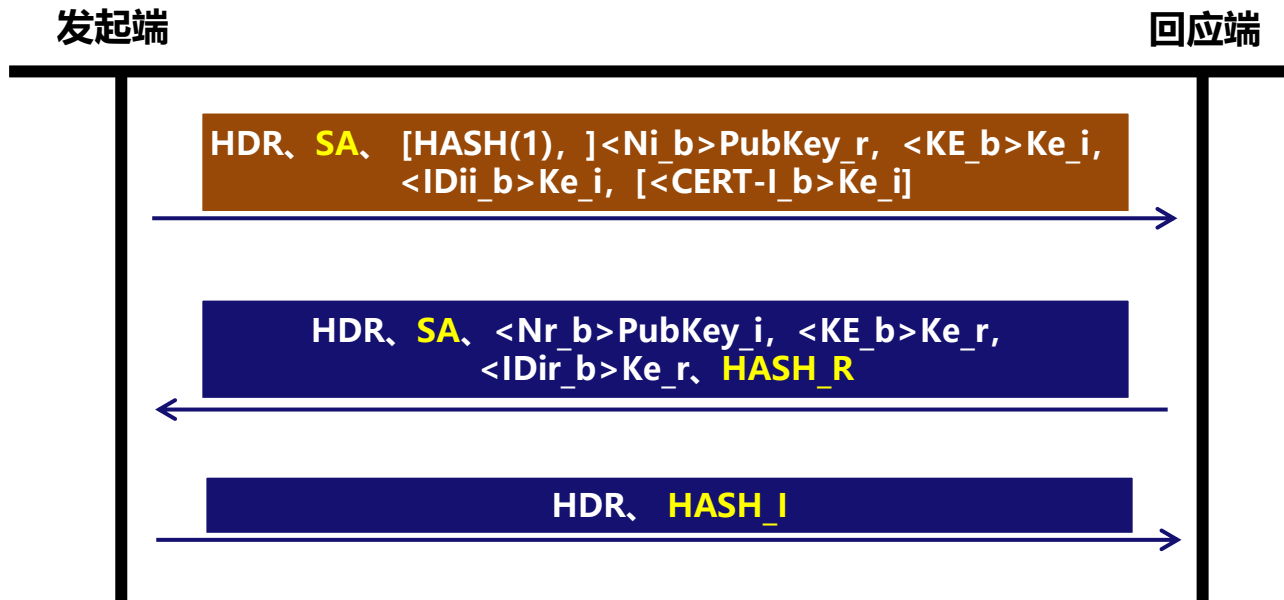 发起端
回应端
HDR、SA、 [HASH(1)，]<Ni_b>PubKey_r，<KE_b>Ke_i，
<IDii_b>Ke_i，[<CERT-I_b>Ke_i]
HDR、SA、<Nr_b>PubKey_i，<KE_b>Ke_r，
<IDir_b>Ke_r、HASH_R
HDR、 HASH_I